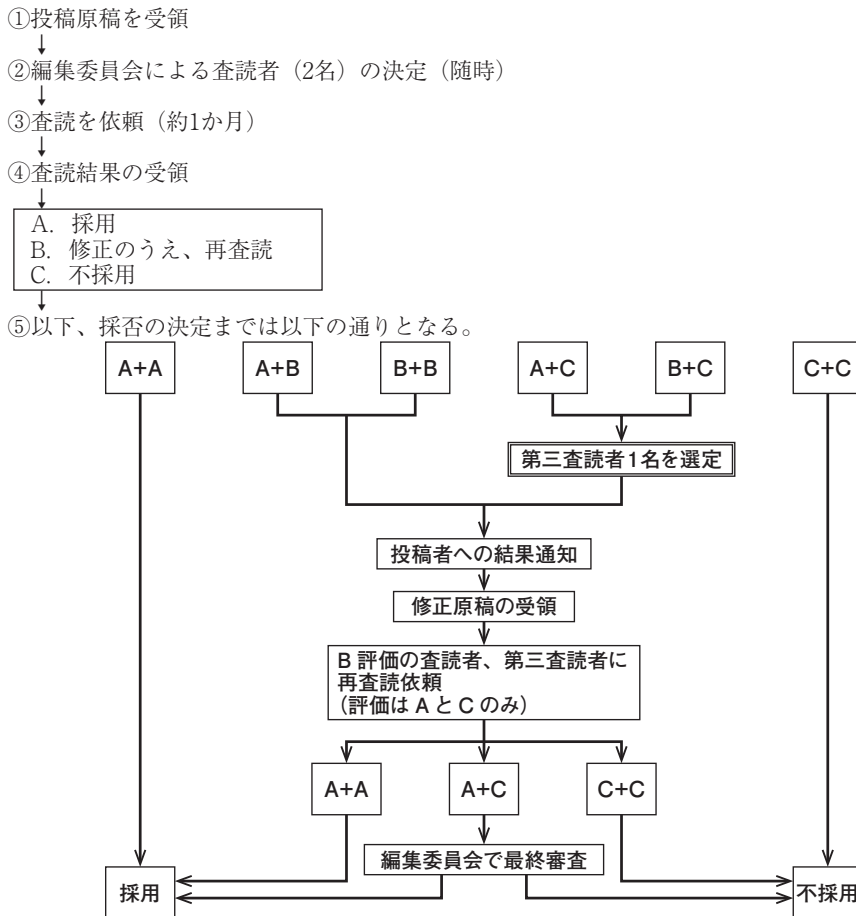 ①投稿原稿を受領
②編集委員会による査読者（2名）の決定（随時）
③査読を依頼（約1か月）
④査読結果の受領
A. 採用
B. 修正のうえ、再査読
C. 不採用
⑤以下、採否の決定までは以下の通りとなる。
A+A
A+B
B+B
A+C
B+C
C+C
第三査読者1名を選定
投稿者への結果通知
修正原稿の受領
B 評価の査読者、第三査読者に
再査読依頼
（評価は A と C のみ）
A+A
A+C
C+C
編集委員会で最終審査
採用
不採用